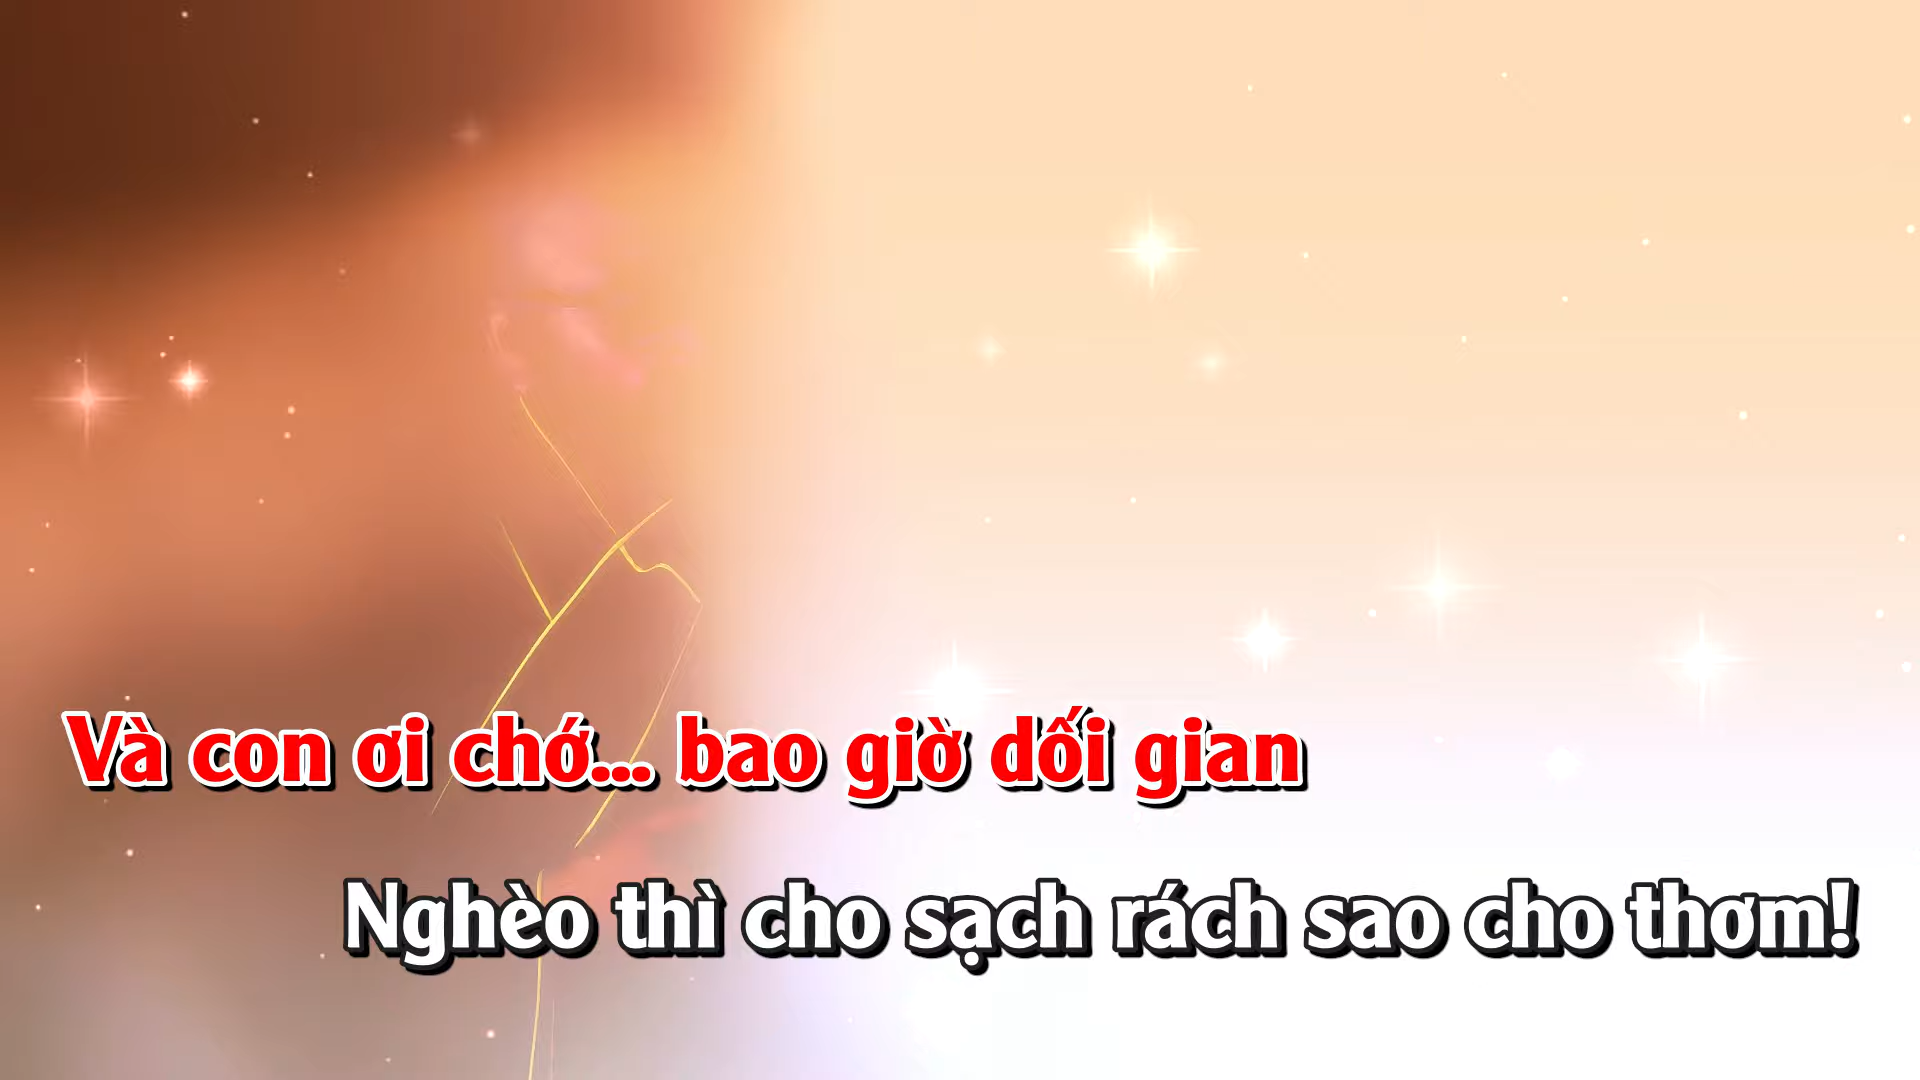 Và con ơi chớ... bao giờ dối gian
Nghèo thì cho sạch rách sao cho thơm!